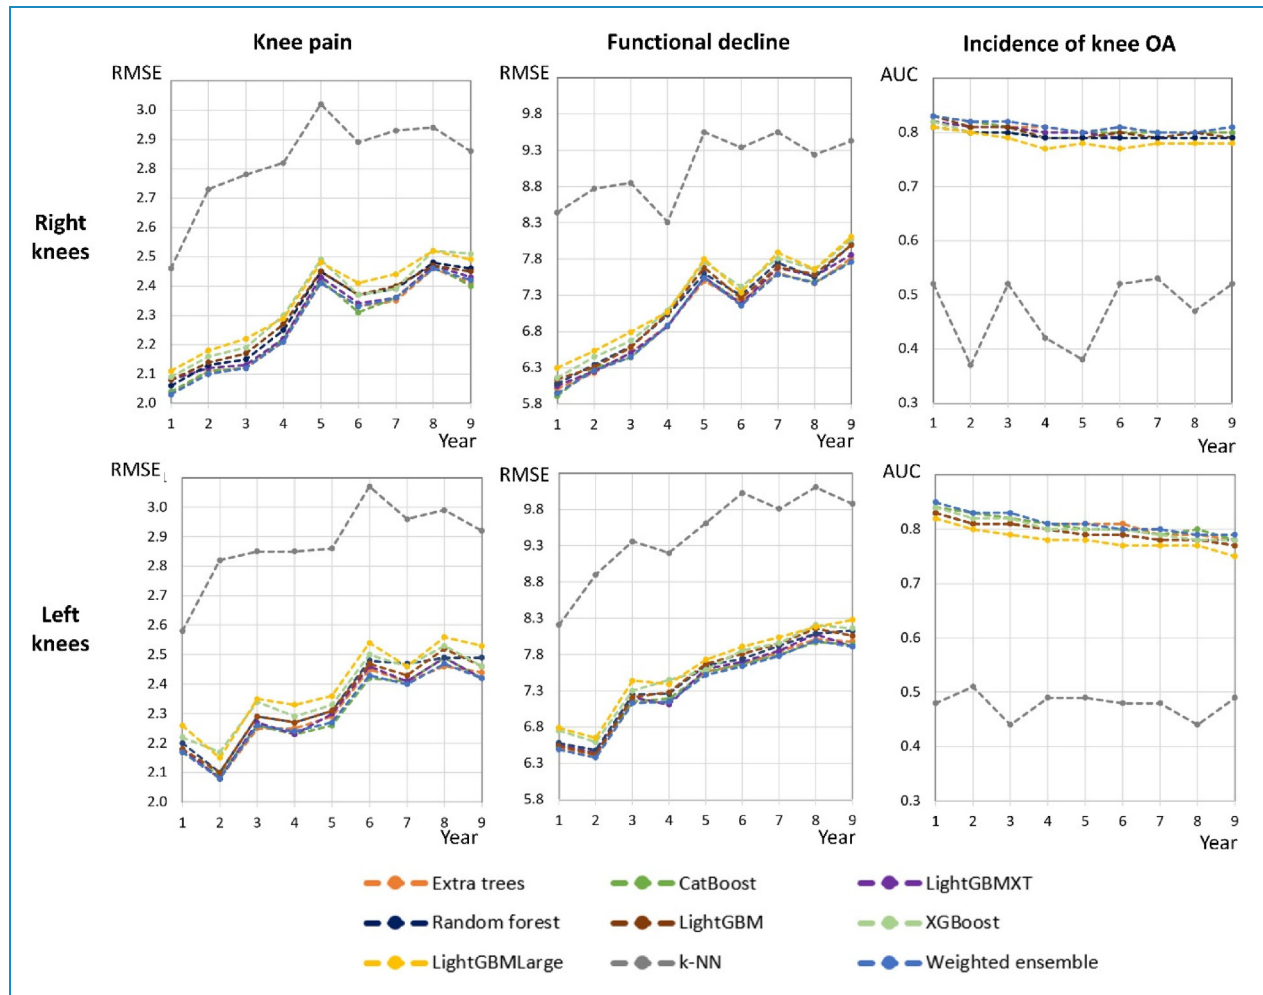 Knee pain Functional decline Incidence of knee OA
RMSE RMSE AUC
Right
knees
3.0
2.9
2.8
2.7
2.6
2.5
2.4
2.3
2.2
2.1
2.0
1 2 3 4 5 6 7 8 9
Year
9.8
9.3
8.8
8.3
7.8
7.3
6.8
6.3
5.8
1 2 3 4 5 6 7 8 9
Year
0.8
0.7
0.6
0.5
0.4
0.3
1 2 3 4 5 6 7 8 9
Year
RMSE RMSE AUC
Left
knees
3.0
2.9
2.8
2.7
2.6
2.5
2.4
2.3
2.2
2.1
2.0
1 2 3 4 5 6 7 8 9
Year
9.8
9.3
8.8
8.3
7.8
7.3
6.8
6.3
5.8
1 2 3 4 5 6 7 8 9
Year
0.8
0.7
0.6
0.5
0.4
0.3
1 2 3 4 5 6 7 8 9
Year
Extra trees CatBoost LightGBMXT
Random forest LightGBM XGBoost
LightGBMLarge k-NN Weighted ensemble